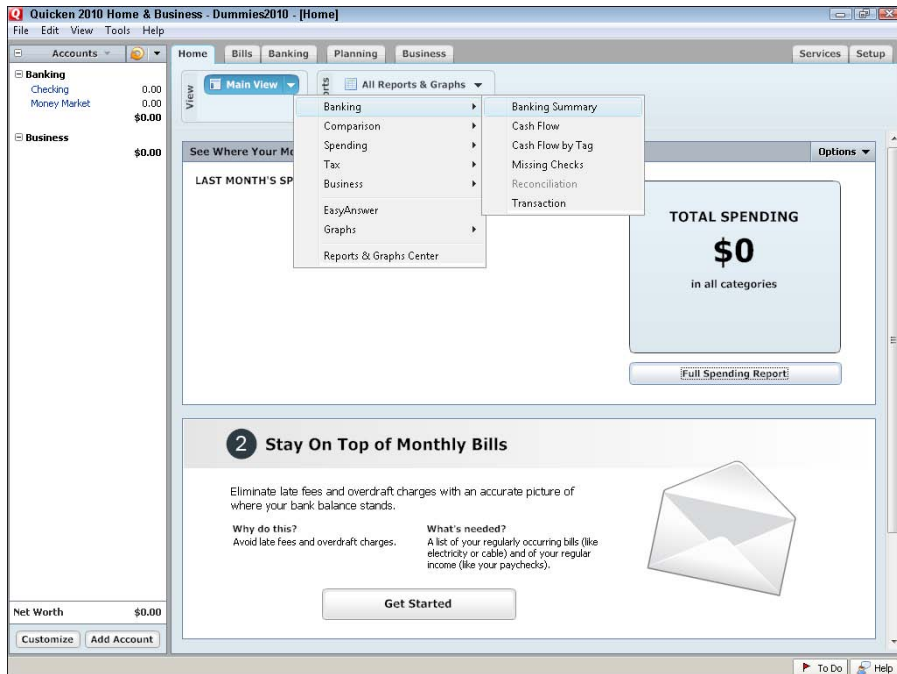 Quicken 2010 Home & Business - Dummies2010 - [Home]
File Edit View Tools Help
Accounts
Home Bills Banking Planning Business Services Setup
Banking
Checking 0.00
Money Market 0.00
$0.00
Business
$0.00
View
Main View
All Reports & Graphs
Banking
Comparison
Spending
Tax
Business
EasyAnswer
Graphs
Reports & Graphs Center
Banking Summary
Cash Flow
Cash Flow by Tag
Missing Checks
Reconciliation
Transaction
See Where Your
Options
LAST MONTH'S
TOTAL SPENDING
$0
in all categories
Full Spending Report
2 Stay On Top of Monthly Bills
Eliminate late fees and overdraft charges with an accurate picture of
where your bank balance stands.
Why do this?
Avoid late fees and overdraft charges.
What's needed?
A list of your regularly occurring bills (like
electricity or cable) and of your regular
income (like your paychecks).
Get Started
Net Worth $0.00
Customize Add Account
To Do Help